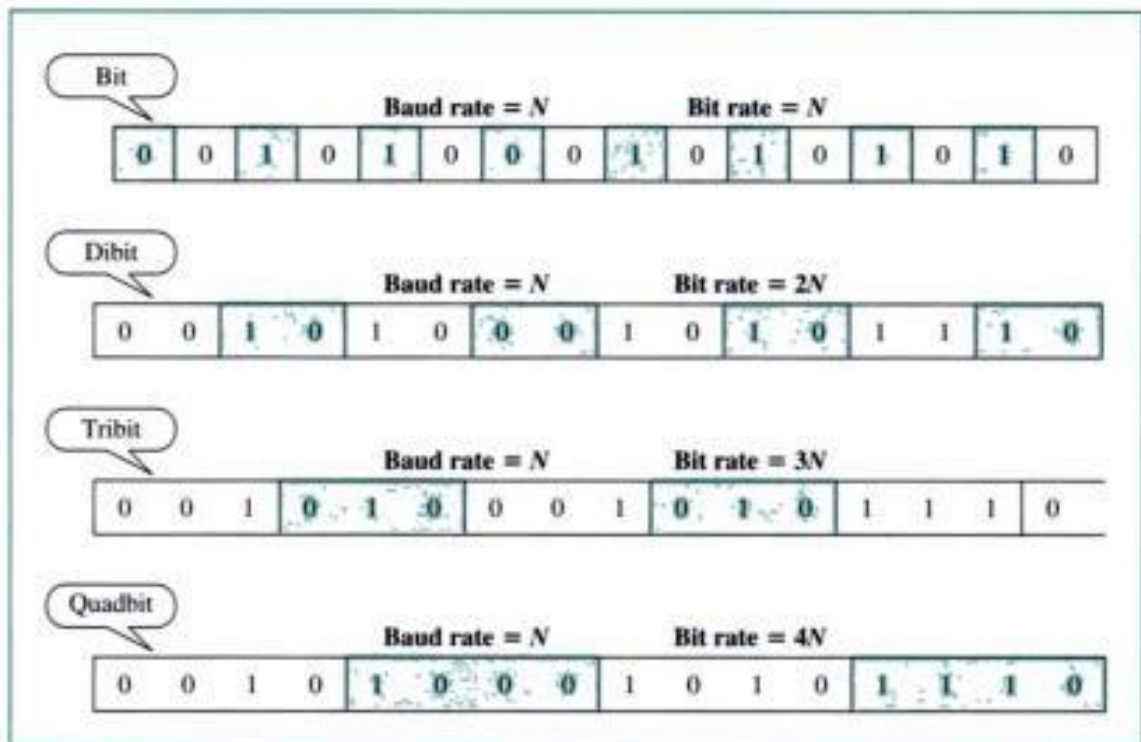 Bit
Baud rate = N Bit rate = N
0 0 1 0 1 0 0 0 1 0 1 0 1 0 1 0
Dibit
Baud rate = N Bit rate = 2N
0 0 1 0 1 0 0 0 1 0 1 0 1 1 1 0
Tribit
Baud rate = N Bit rate = 3N
0 0 1 0 1 0 0 0 1 0 1 0 1 1 1 0
Quadbit
Baud rate = N Bit rate = 4N
0 0 1 0 1 0 0 0 1 0 1 0 1 1 1 0